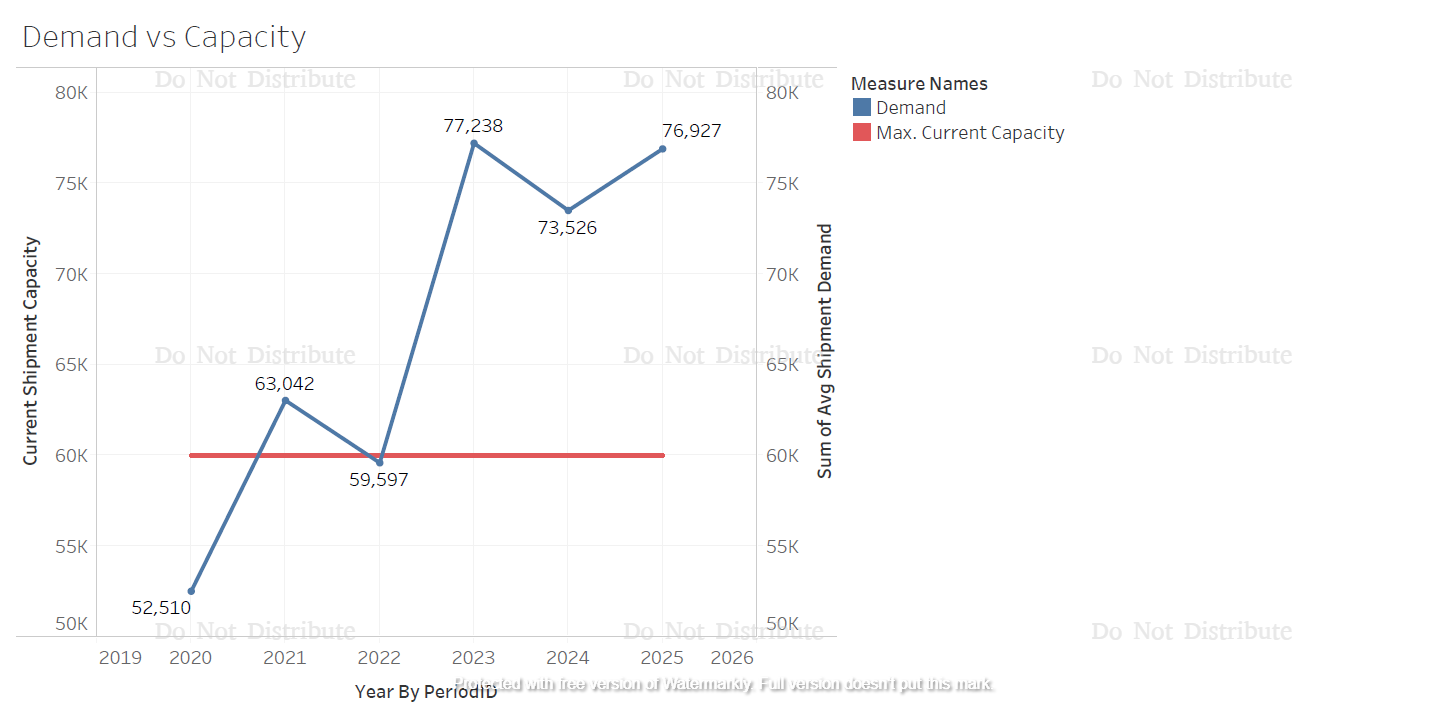 Demand vs Capacity
Do Not Distribute Do Not Distribute Do Not Distribute
Measure Names
Demand
Max. Current Capacity
80K 80K
77,238
76,927
75K 75K
73,526
70K 70K
Current Shipment Capacity
Sum of Avg Shipment Demand
Do Not Distribute Do Not Distribute Do Not Distribute
65K 65K
63,042
60K 60K
59,597
55K 55K
52,510
50K 50K
Do Not Distribute Do Not Distribute Do Not Distribute
2019 2020 2021 2022 2023 2024 2025 2026
Year By PeriodID
Protected with free version of Watermarkly. Full version doesn't put this mark.